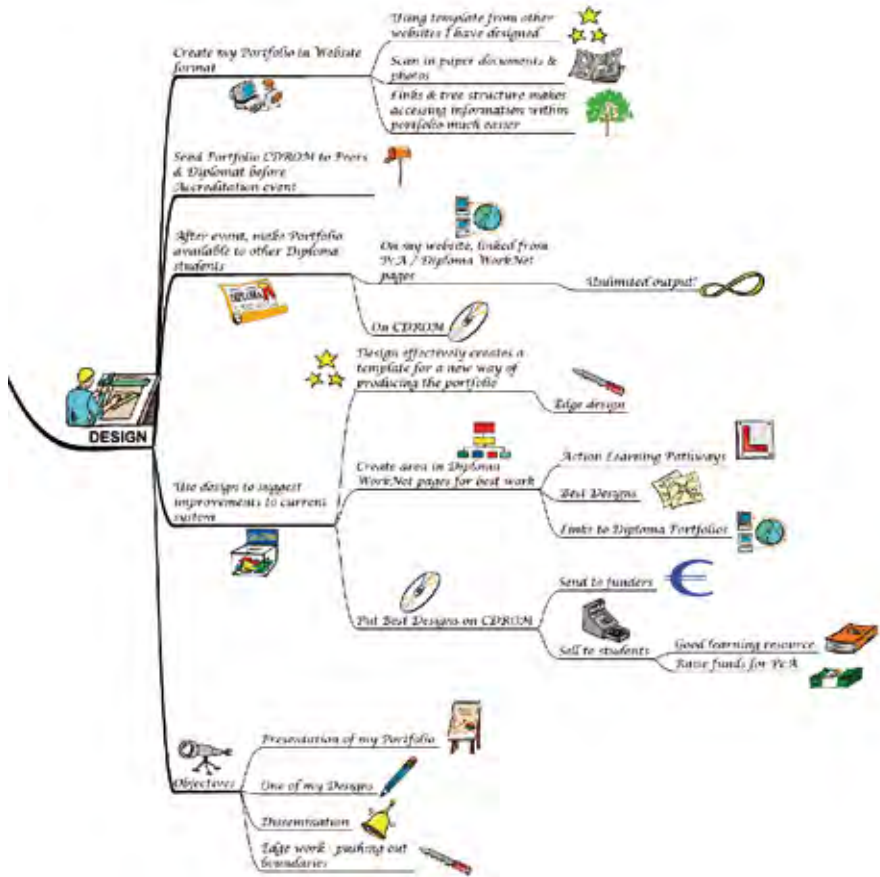 Using template from other
websites I have designed
Create my Portfolio in Website
format
Scan in paper documents &
photos
Links & tree structure makes
accessing information within
portfolio much easier
Send Portfolio CDROM to Peers
& Diplomat before
Accreditation event
After event, make Portfolio
available to other Diploma
students
On my website, linked from
PcA / Diploma WorkNet
pages
Unlimited output!
DIPLOMA
On CDROM
Design effectively creates a
template for a new way of
producing the portfolio
Edge design
DESIGN
Use design to suggest
improvements to current
system
Create area in Diploma
WorkNet pages for best work
Action Learning Pathways
L
Best Designs
Links to Diploma Portfolios
Put Best Designs on CDROM
Send to funders
€
Sell to students
Good learning resource
Raise funds for PcA
Objectives
Presentation of my Portfolio
One of my Designs
Dissemination
Edge work - pushing out
boundaries